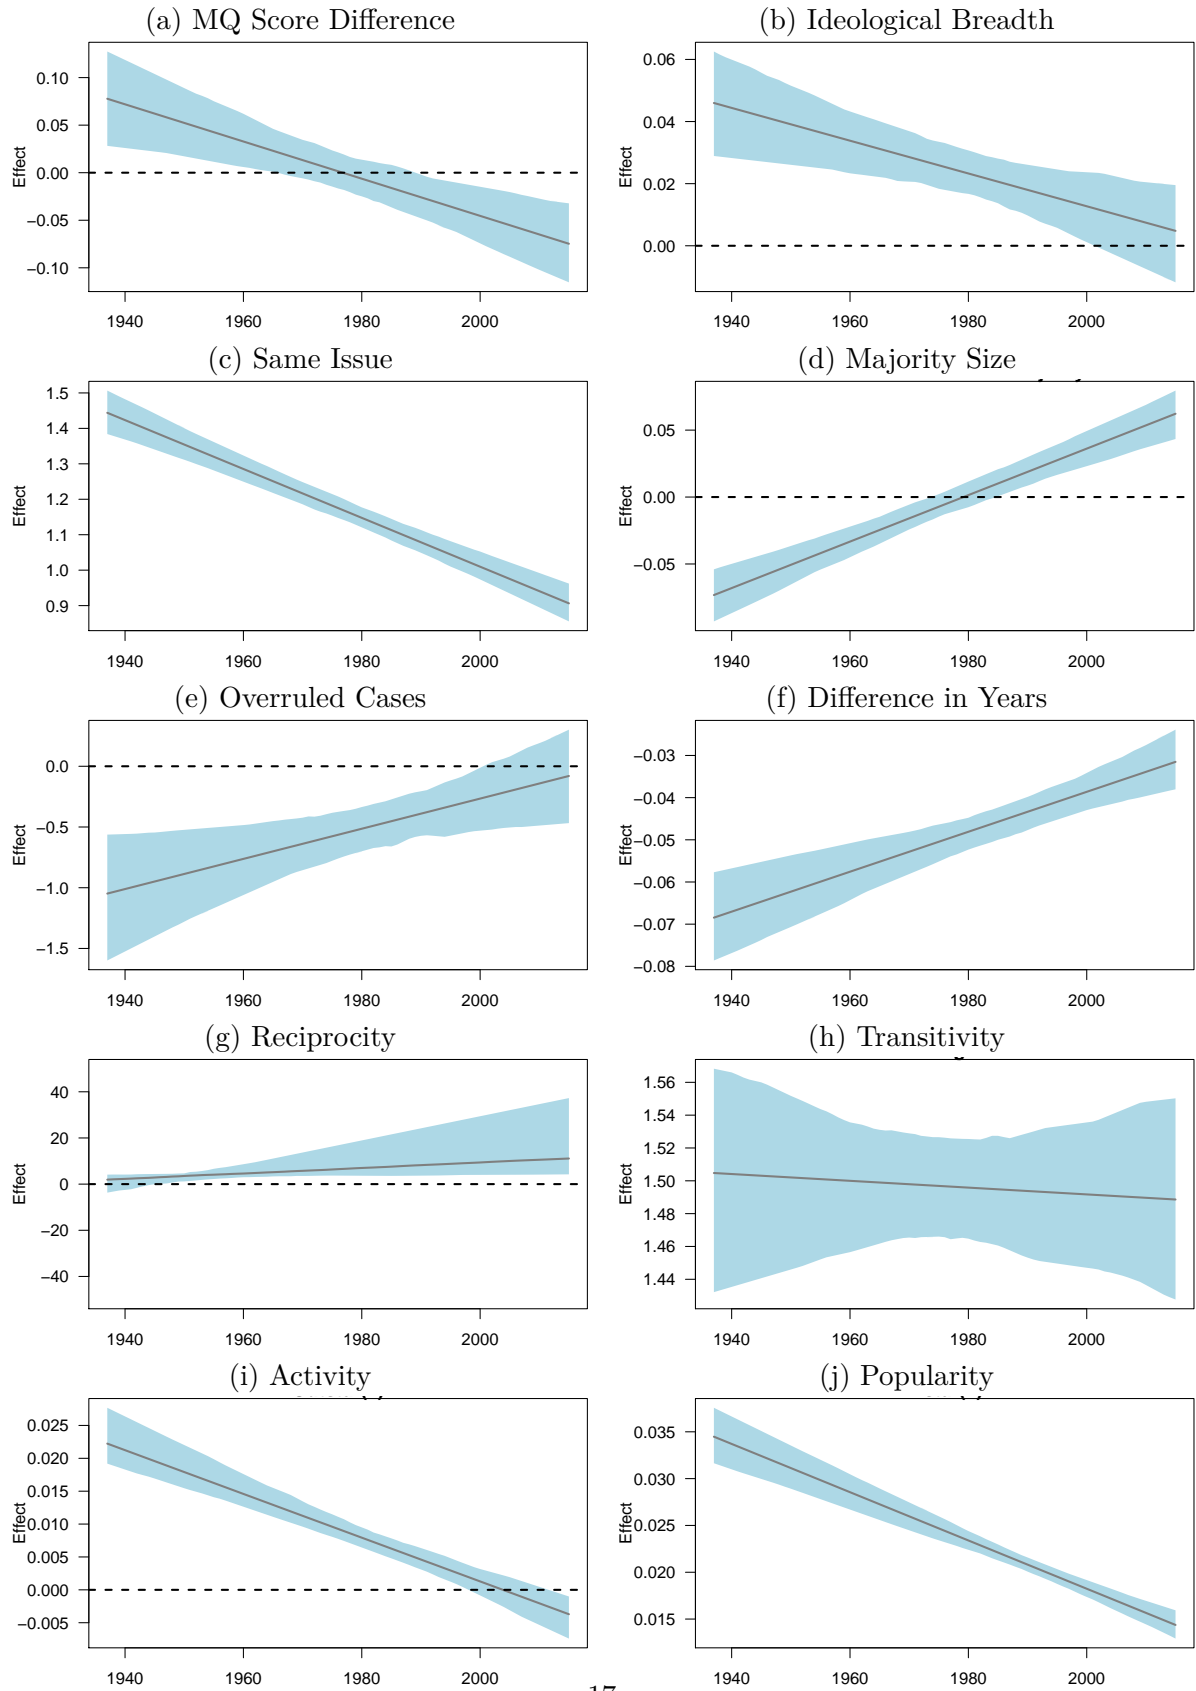 (a) MQ Score Difference
(b) Ideological Breadth
Effect
0.10
0.05
0.00
−0.05
−0.10
1940 1960 1980 2000
Effect
0.06
0.04
0.02
0.00
1940 1960 1980 2000
(c) Same Issue
(d) Majority Size
Effect
1.5
1.4
1.3
1.2
1.1
1.0
0.9
1940 1960 1980 2000
Effect
0.05
0.00
−0.05
1940 1960 1980 2000
(e) Overruled Cases
(f) Difference in Years
Effect
0.0
−0.5
−1.0
−1.5
1940 1960 1980 2000
Effect
−0.03
−0.04
−0.05
−0.06
−0.07
−0.08
1940 1960 1980 2000
(g) Reciprocity
(h) Transitivity
Effect
40
20
0
−20
−40
1940 1960 1980 2000
Effect
1.56
1.54
1.52
1.50
1.48
1.46
1.44
1940 1960 1980 2000
(i) Activity
(j) Popularity
Effect
0.025
0.020
0.015
0.010
0.005
0.000
−0.005
1940 1960 1980 2000
Effect
0.035
0.030
0.025
0.020
0.015
1940 1960 1980 2000
17